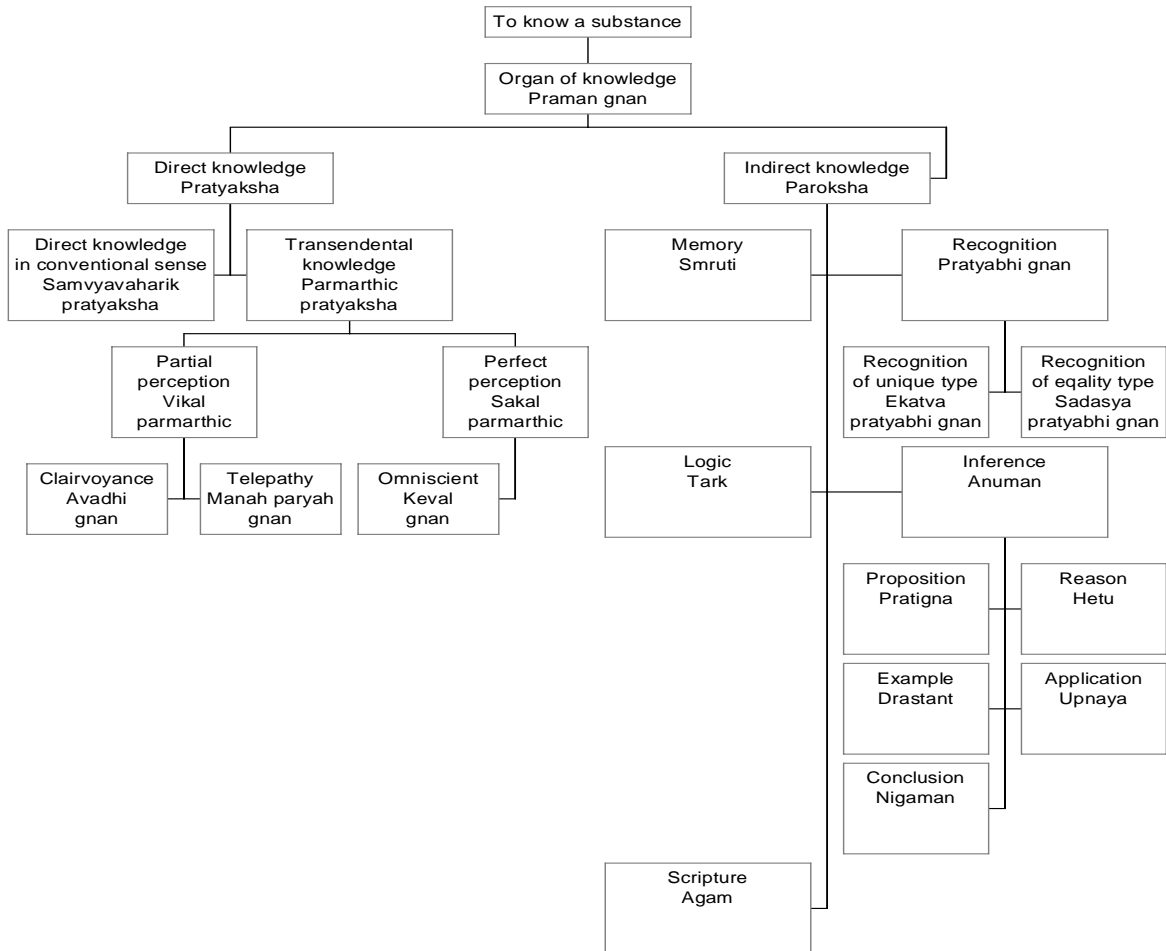 To know a substance
Organ of knowledge
Praman gnan
Direct knowledge
Pratyaksha
Indirect knowledge
Paroksha
Direct knowledge
in conventional sense
Samvyavaharik
pratyaksha
Transendental
knowledge
Parmarthic
pratyaksha
Memory
Smruti
Recognition
Pratyabhi gnan
Partial
perception
Vikal
parmarthic
Perfect
perception
Sakal
parmarthic
Recognition
of unique type
Ekatva
pratyabhi gnan
Recognition
of eqality type
Sadasya
pratyabhi gnan
Clairvoyance
Avadhi
gnan
Telepathy
Manah paryah
gnan
Omniscient
Keval
gnan
Logic
Tark
Inference
Anuman
Proposition
Pratigna
Reason
Hetu
Example
Drastant
Application
Upnaya
Conclusion
Nigaman
Scripture
Agam